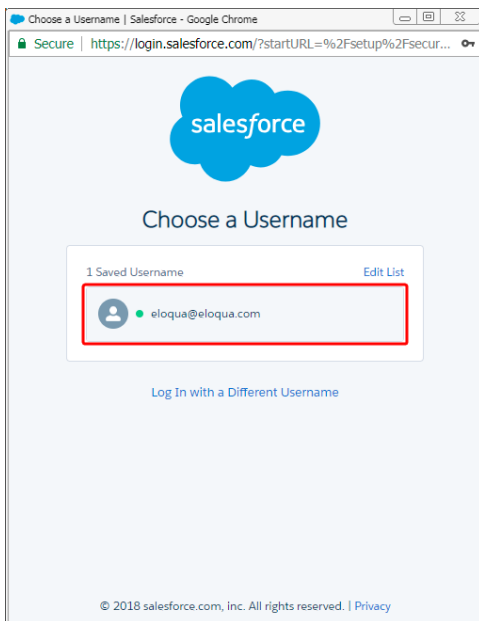 Choose a Username | Salesforce - Google Chrome
Secure | https://login.salesforce.com/?startURL=%2Fsetup%2Fsecur...
salesforce
Choose a Username
1 Saved Username Edit List
eloqua@eloqua.com
Log In with a Different Username
© 2018 salesforce.com, inc. All rights reserved. | Privacy